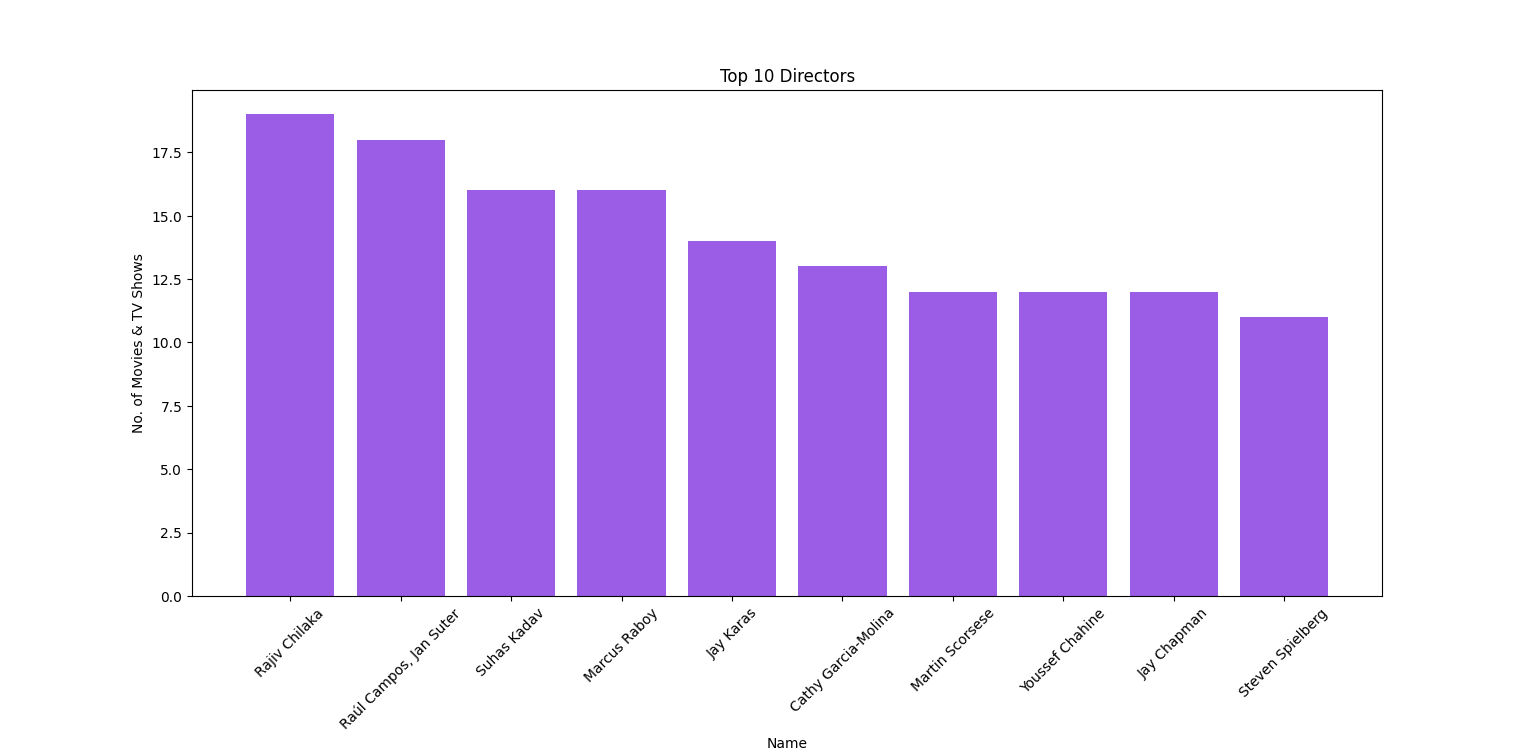 Top 10 Directors
No. of Movies & TV Shows
17.5
15.0
12.5
10.0
7.5
5.0
2.5
0.0
Rajiv Chilaka
Raúl Campos, Jan Suter
Suhas Kadav
Marcus Raboy
Jay Karas
Cathy Garcia-Molina
Martin Scorsese
Youssef Chahine
Jay Chapman
Steven Spielberg
Name